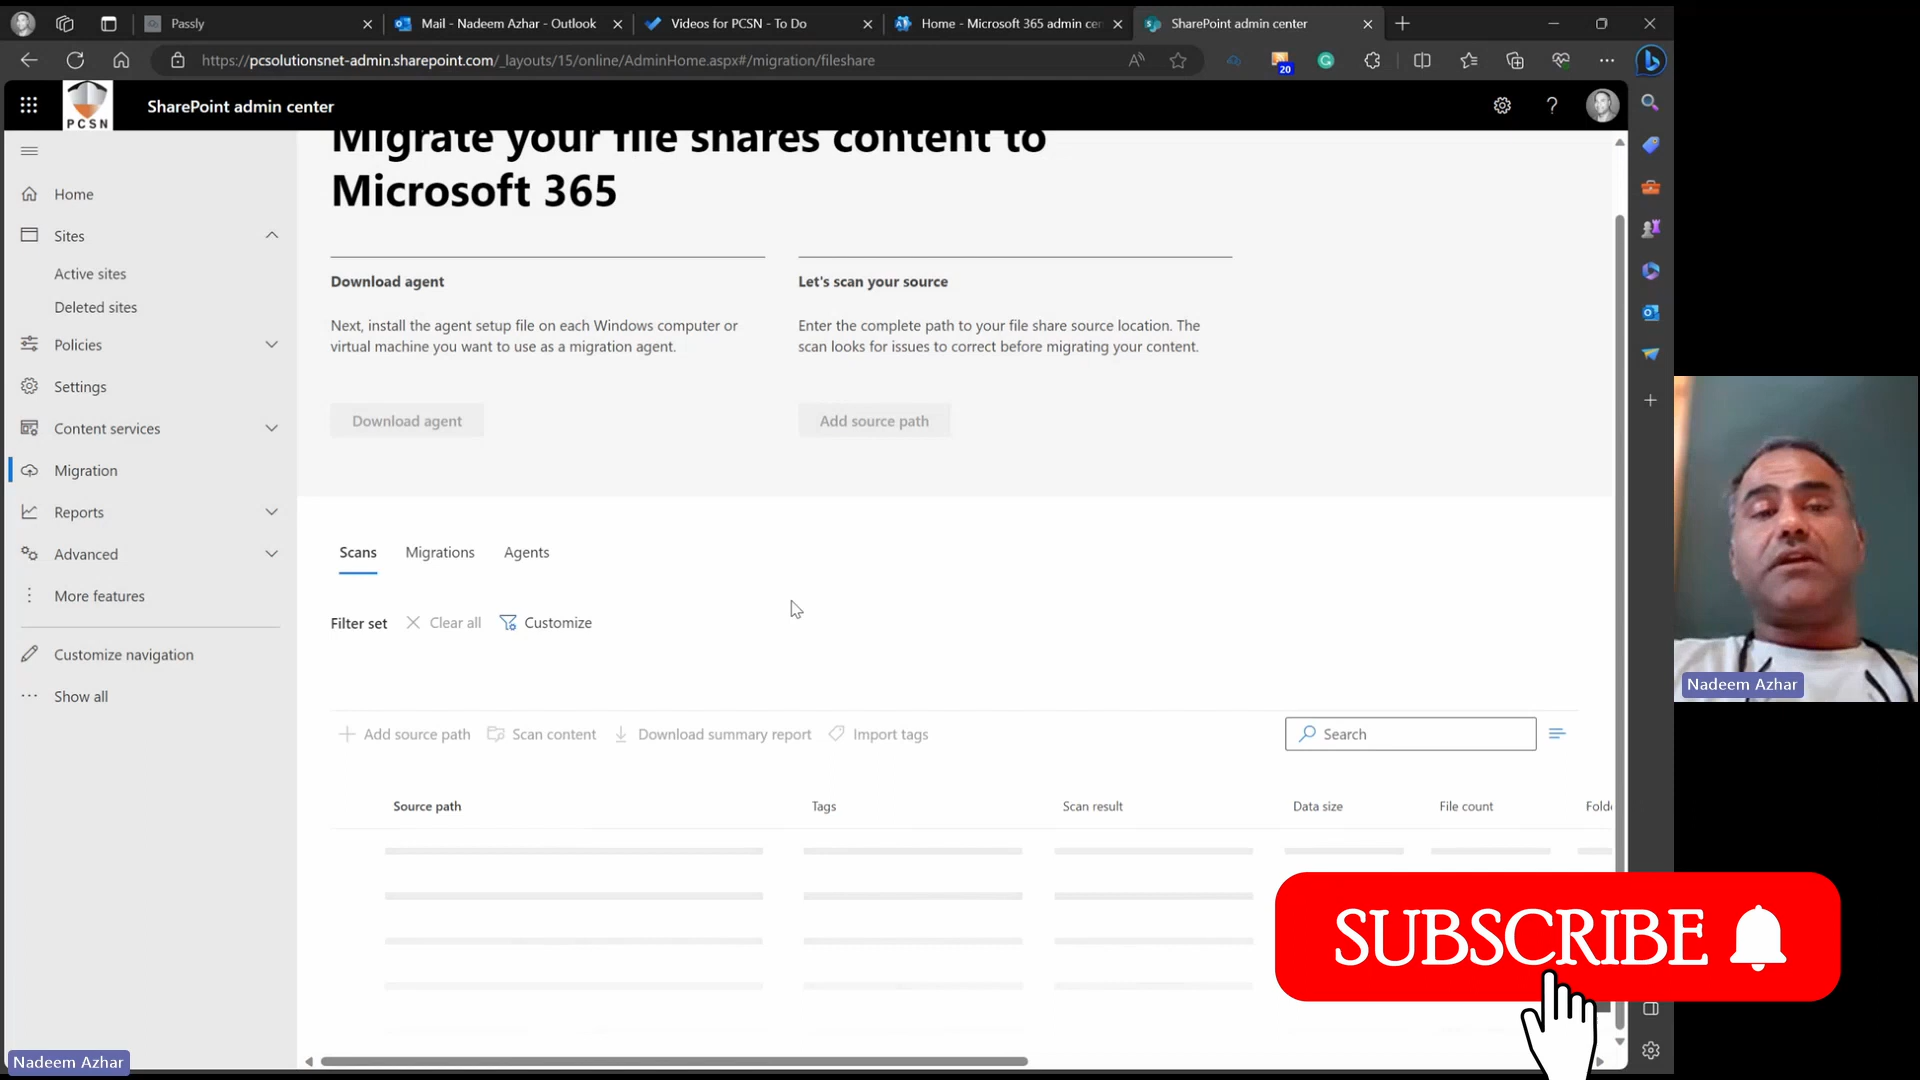 Passly
Mail - Nadeem Azhar - Outlook
Videos for PCSN - To Do
Home - Microsoft 365 admin cen
SharePoint admin center
https://pcsolutionsnet-admin.sharepoint.com/_layouts/15/online/AdminHome.aspx#/migration/fileshare
20
PCSN
SharePoint admin center
Home
Sites
Active sites
Deleted sites
Policies
Settings
Content services
Migration
Reports
Advanced
More features
Customize navigation
Show all
Migrate your file shares content to
Microsoft 365
Download agent
Next, install the agent setup file on each Windows computer or
virtual machine you want to use as a migration agent.
Download agent
Let's scan your source
Enter the complete path to your file share source location. The
scan looks for issues to correct before migrating your content.
Add source path
Scans Migrations Agents
Filter set Clear all Customize
Add source path Scan content Download summary report Import tags Search
Source path Tags Scan result Data size File count Folde
Nadeem Azhar
SUBSCRIBE
Nadeem Azhar